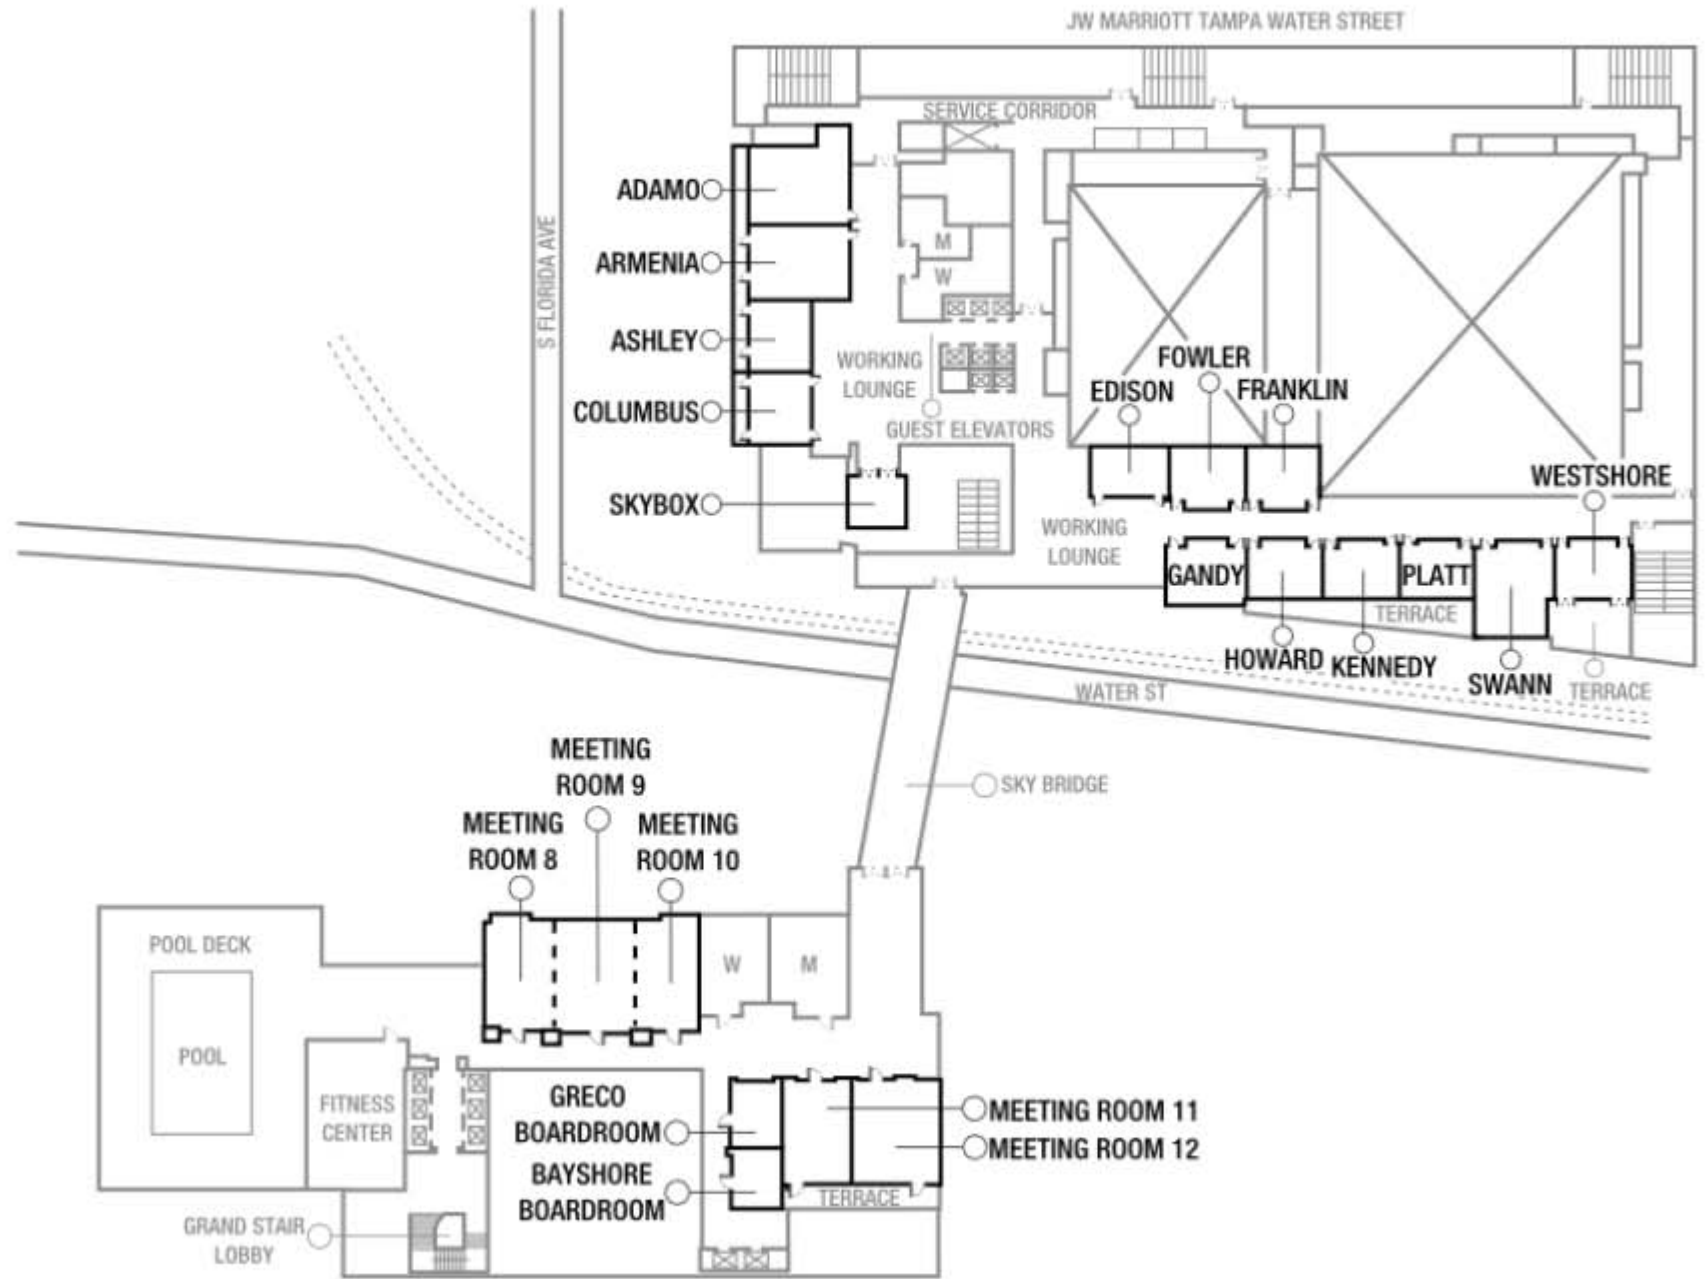 JW MARRIOTT TAMPA WATER STREET
SERVICE CORRIDOR
ADAMO
S FLORIDA AVE
M
ARMENIA
W
ASHLEY
WORKING
LOUNGE
FOWLER
EDISON
FRANKLIN
COLUMBUS
GUEST ELEVATORS
WESTSHORE
SKYBOX
WORKING
LOUNGE
GANDY
PLATT
TERRACE
HOWARD
KENNEDY
SWANN
TERRACE
WATER ST
MEETING
ROOM 9
SKY BRIDGE
MEETING
ROOM 8
MEETING
ROOM 10
POOL DECK
W
M
POOL
FITNESS
CENTER
GRECO
BOARDROOM
MEETING ROOM 11
MEETING ROOM 12
BAYSHORE
BOARDROOM
TERRACE
GRAND STAIR
LOBBY